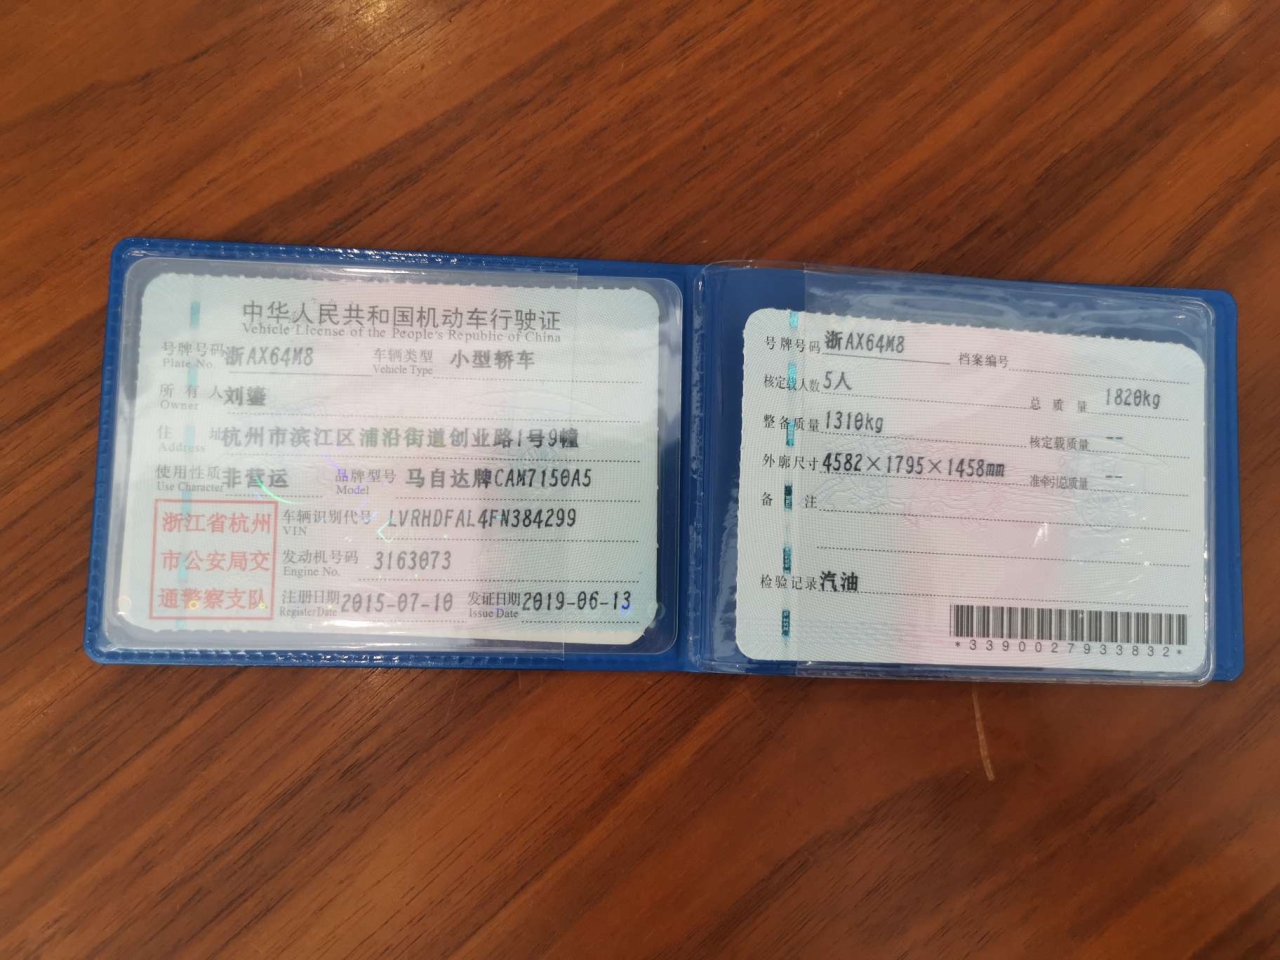 中华人民共和国机动车行驶证
Vehicle License of the People's Republic of China
号牌号码 浙AX64M8 车辆类型 小型轿车
Plate No. Vehicle Type
所有人 刘鎏
Owner
住址 杭州市滨江区浦沿街道创业路1号9幢
Address
使用性质 非营运 品牌型号 马自达牌CAM7150A5
Use Character Model
浙江省杭州
市公安局交
通警察支队
车辆识别代号 LVRHDFAL4FN384299
VIN
发动机号码 3163073
Engine No.
注册日期 2015-07-10 发证日期 2019-06-13
Register Date Issue Date
号牌号码 浙AX64M8 档案编号
核定载人数 5人 总质量 1820kg
整备质量 1310kg 核定载质量 --
外廓尺寸 4582×1795×1458mm 准牵引总质量 --
备注
检验记录 汽油
*3390027933832*